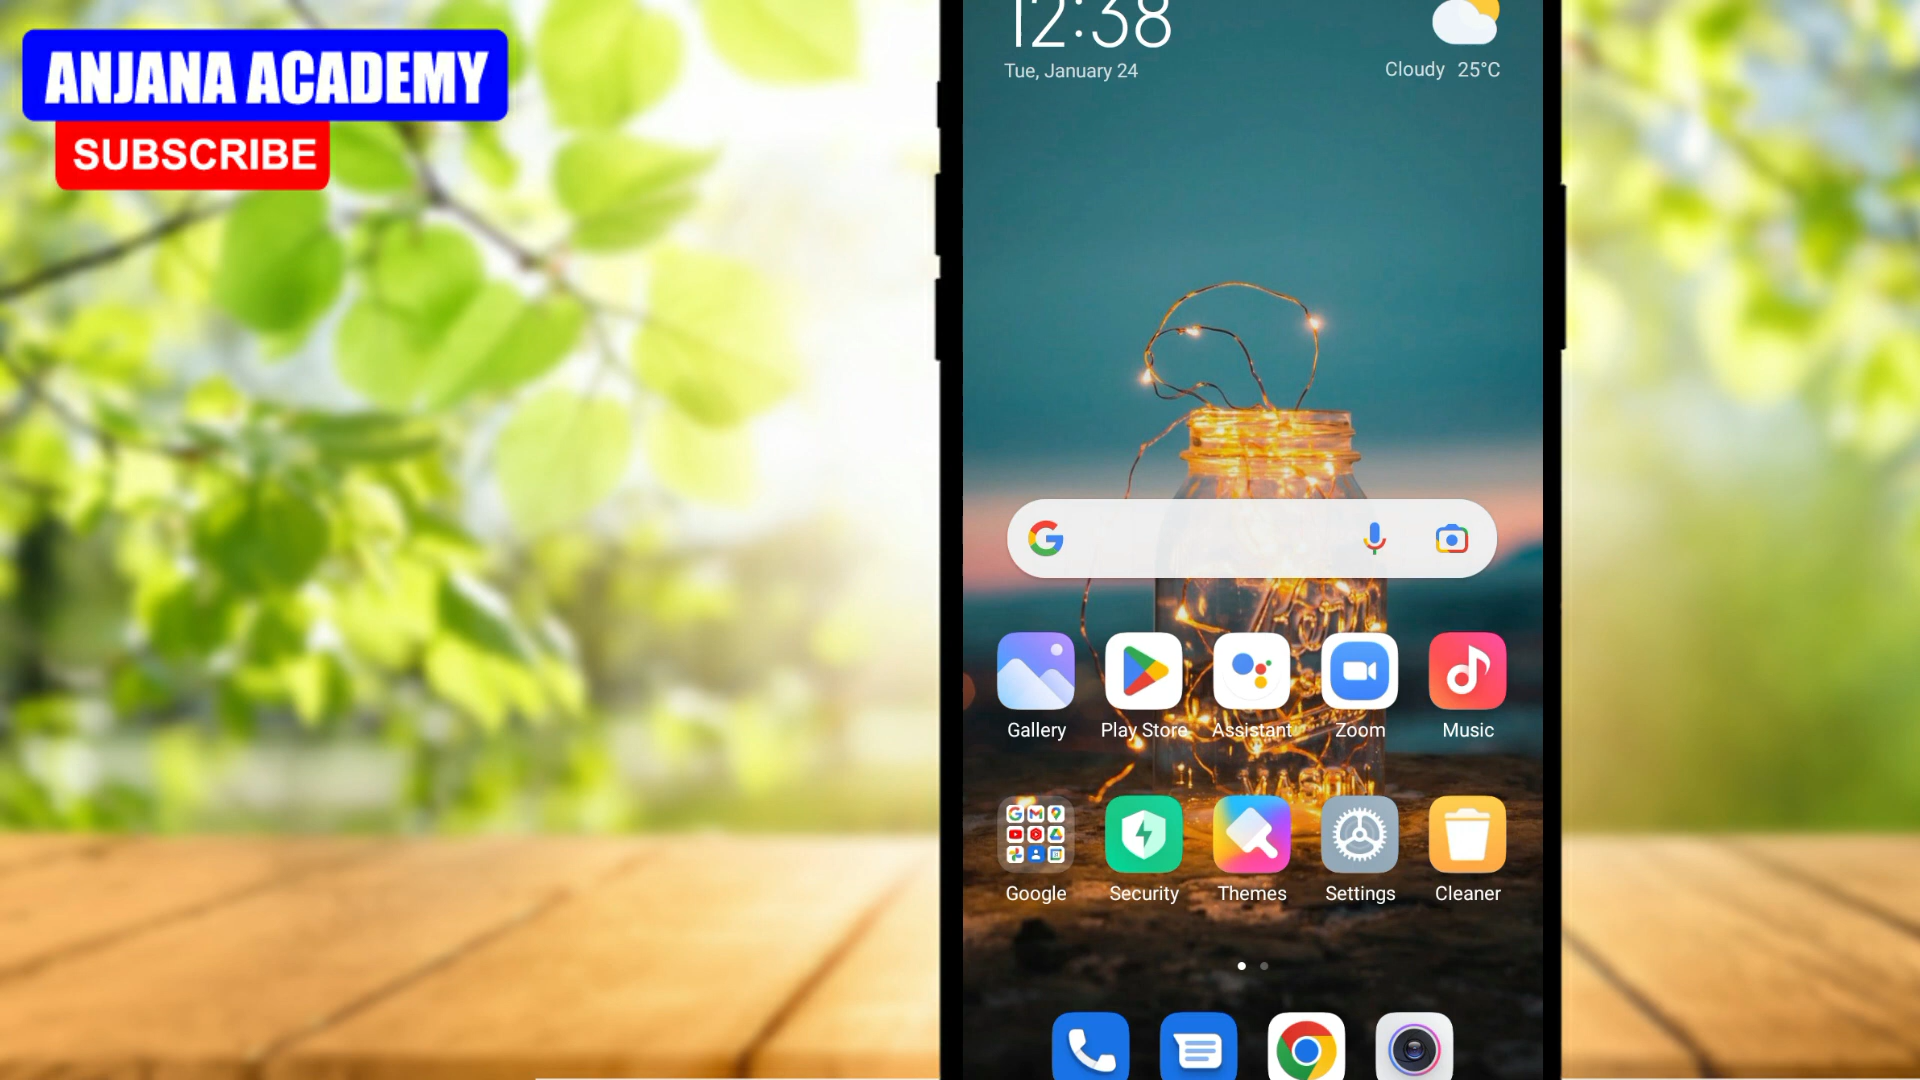 ANJANA ACADEMY
SUBSCRIBE
12:38
Tue, January 24
Cloudy 25°C
Gallery
Play Store
Assistant
Zoom
Music
Google
Security
Themes
Settings
Cleaner
MASON